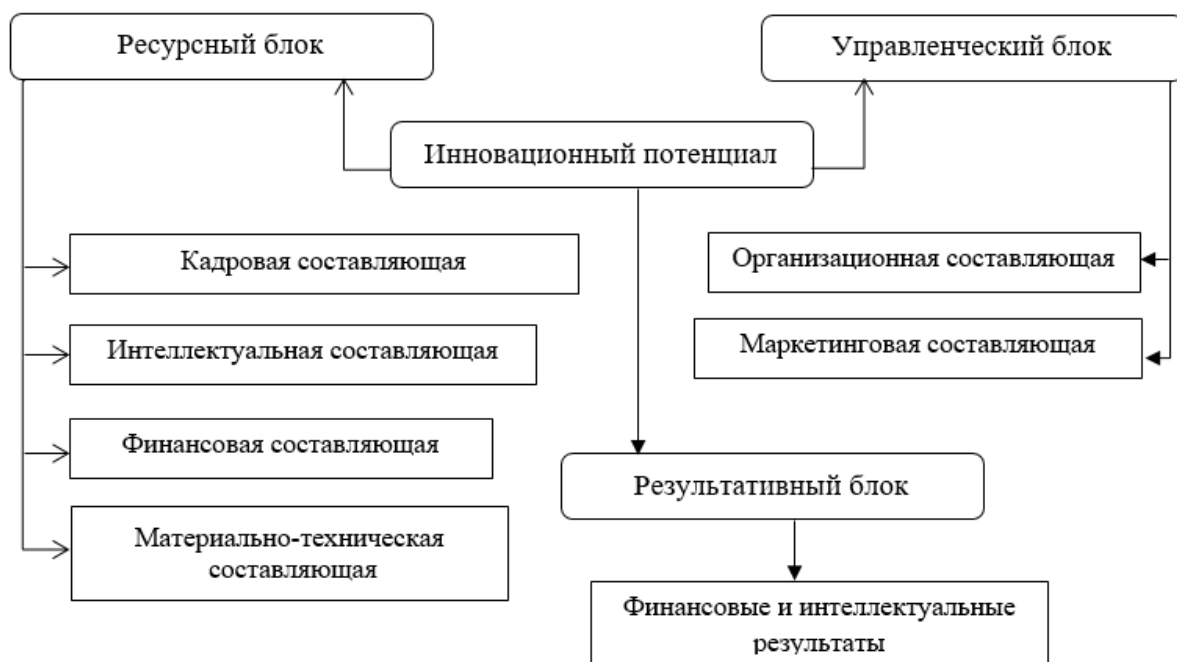 Ресурсный блок
Управленческий блок
Инновационный потенциал
Кадровая составляющая
Интеллектуальная составляющая
Финансовая составляющая
Материально-техническая
составляющая
Организационная составляющая
Маркетинговая составляющая
Результативный блок
Финансовые и интеллектуальные
результаты